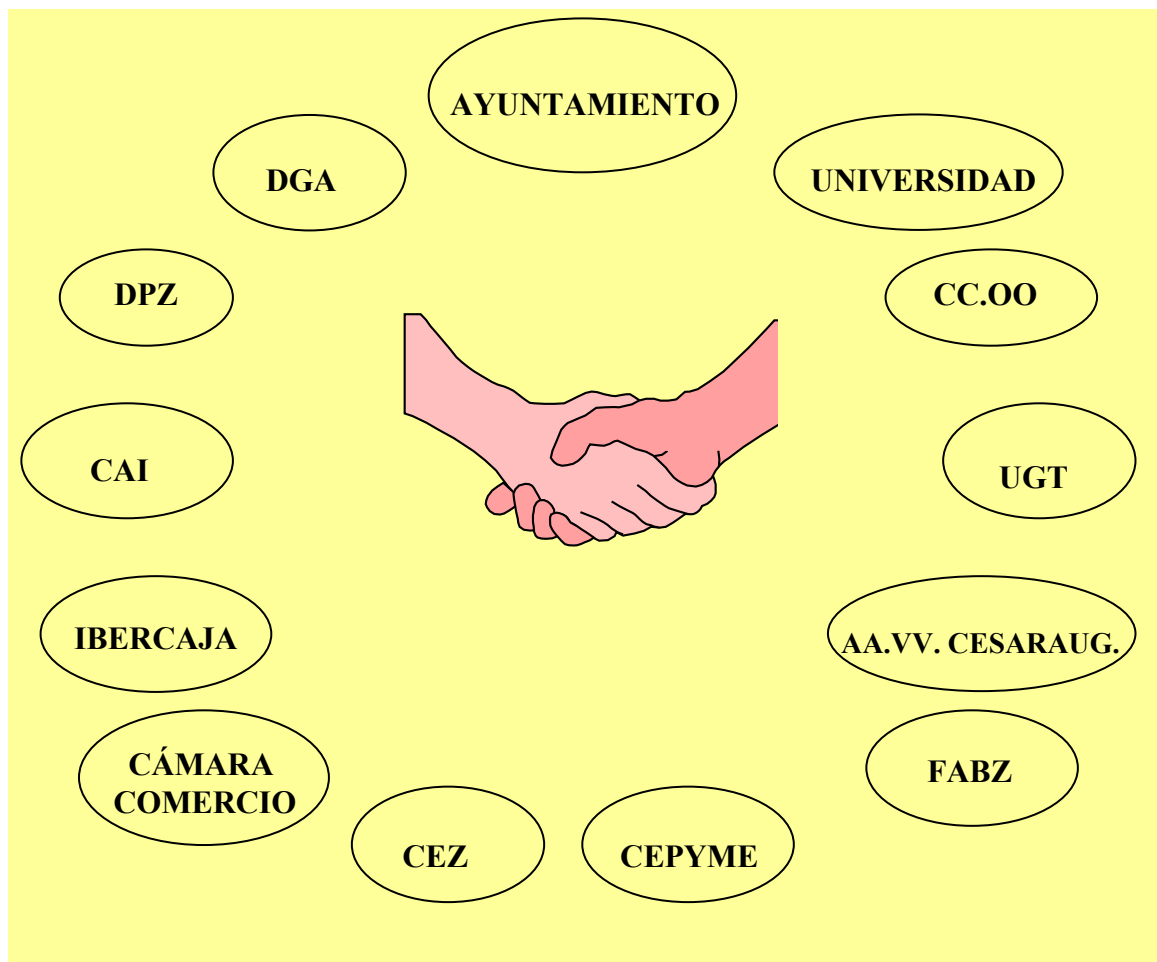 AYUNTAMIENTO
DGA
UNIVERSIDAD
DPZ
CC.OO
CAI
UGT
IBERCAJA
AA.VV. CESARAUG.
CÁMARA
COMERCIO
FABZ
CEZ
CEPYME